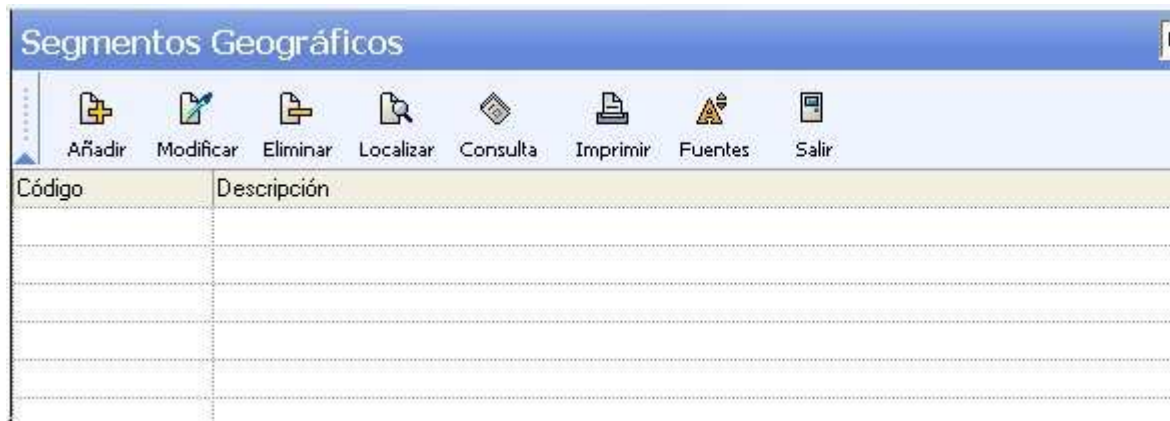 Segmentos Geográficos
Añadir Modificar Eliminar Localizar Consulta Imprimir Fuentes Salir
Código Descripción